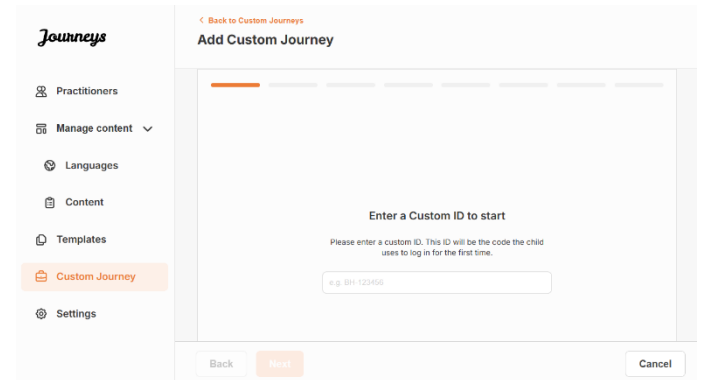 Journeys
Practitioners
Manage content
Languages
Content
Templates
Custom Journey
Settings
< Back to Custom Journeys
Add Custom Journey
Enter a Custom ID to start
Please enter a custom ID. This ID will be the code the child
uses to log in for the first time.
e.g. BH-123456
Back
Next
Cancel